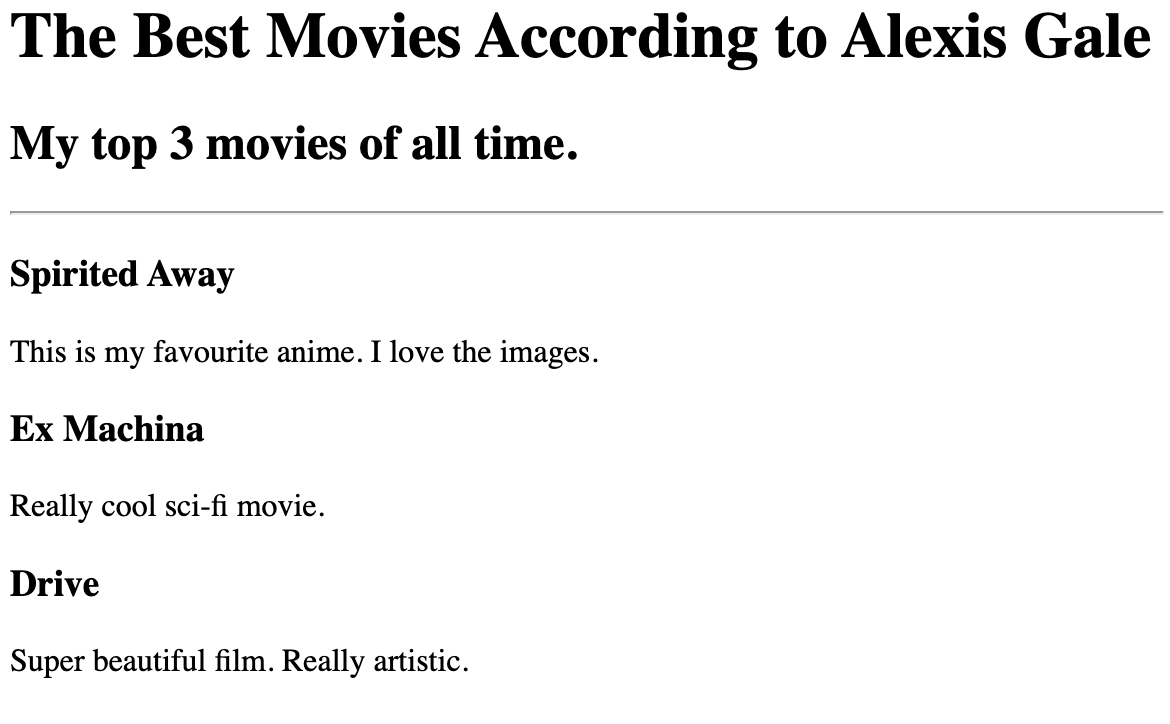 The Best Movies According to Alexis Gale
My top 3 movies of all time.
Spirited Away
This is my favourite anime. I love the images.
Ex Machina
Really cool sci-fi movie.
Drive
Super beautiful film. Really artistic.